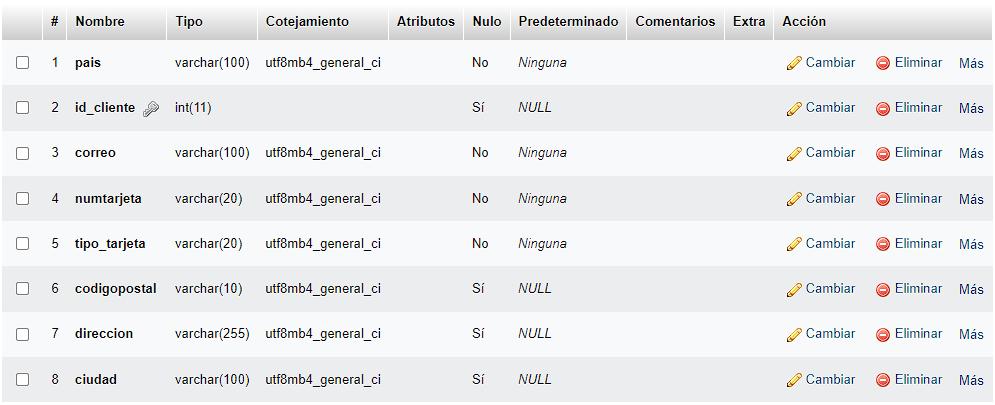 # Nombre Tipo Cotejamiento Atributos Nulo Predeterminado Comentarios Extra Acción
1 pais varchar(100) utf8mb4_general_ci No Ninguna Cambiar Eliminar Más
2 id_cliente int(11) Sí NULL Cambiar Eliminar Más
3 correo varchar(100) utf8mb4_general_ci No Ninguna Cambiar Eliminar Más
4 numtarjeta varchar(20) utf8mb4_general_ci No Ninguna Cambiar Eliminar Más
5 tipo_tarjeta varchar(20) utf8mb4_general_ci No Ninguna Cambiar Eliminar Más
6 codigopostal varchar(10) utf8mb4_general_ci Sí NULL Cambiar Eliminar Más
7 direccion varchar(255) utf8mb4_general_ci Sí NULL Cambiar Eliminar Más
8 ciudad varchar(100) utf8mb4_general_ci Sí NULL Cambiar Eliminar Más